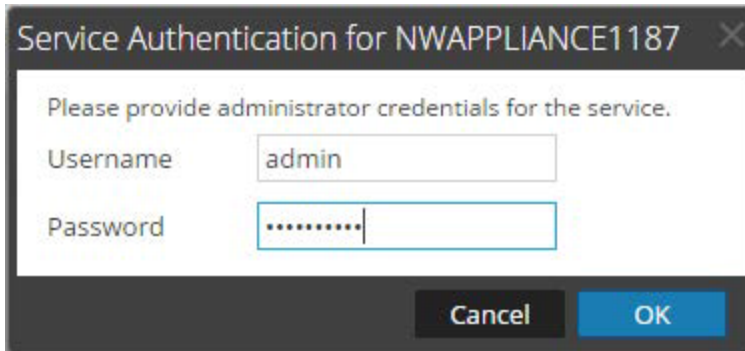 Service Authentication for NWAPPLIANCE1187
Please provide administrator credentials for the service.
Username admin
Password ••••••••••
Cancel OK